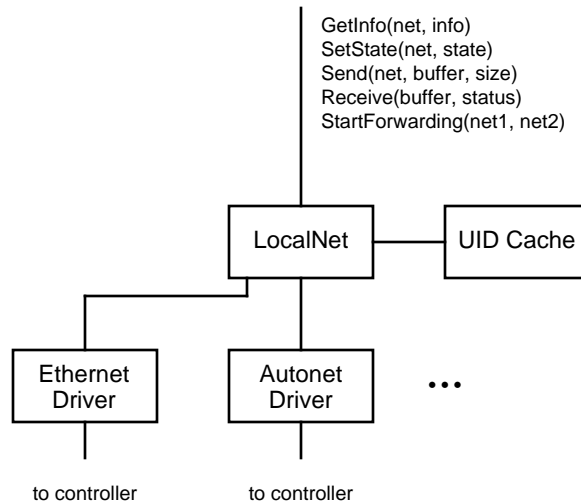 GetInfo(net, info)
SetState(net, state)
Send(net, buffer, size)
Receive(buffer, status)
StartForwarding(net1, net2)
LocalNet
UID Cache
Ethernet
Driver
Autonet
Driver
...
to controller
to controller